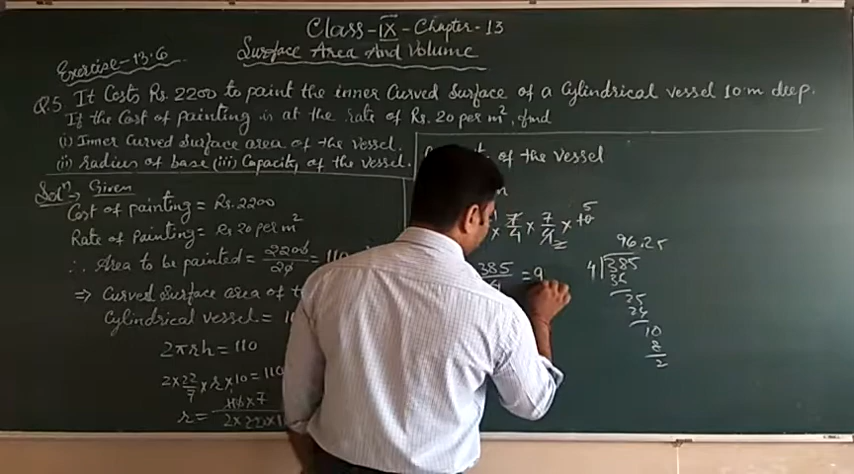 Class-IX-Chapter-13
Surface Area And Volume
Exercise-13.6
Q.5 It Costs Rs. 2200 to paint the inner Curved Surface of a Cylindrical vessel 10 m deep.
If the Cost of Painting is at the rate of Rs. 20 per m², find
(i) Inner Curved Surface area of the vessel.
(ii) radius of base (iii) Capacity of the vessel.
Solⁿ → Given
Cost of painting = Rs. 2200
Rate of Painting = Rs 20 per m²
∴ Area to be painted = 2200/20 = 110
⇒ Curved Surface area of t
Cylindrical vessel = 1
2πrh = 110
2 × 22/7 × r × 10 = 110
r = 110 × 7 / 2 × 22 × 1
of the vessel
× 7/4 × 7/4 × 10 5
385 = 9
96.25
4 385
36
25
24
10
8
2